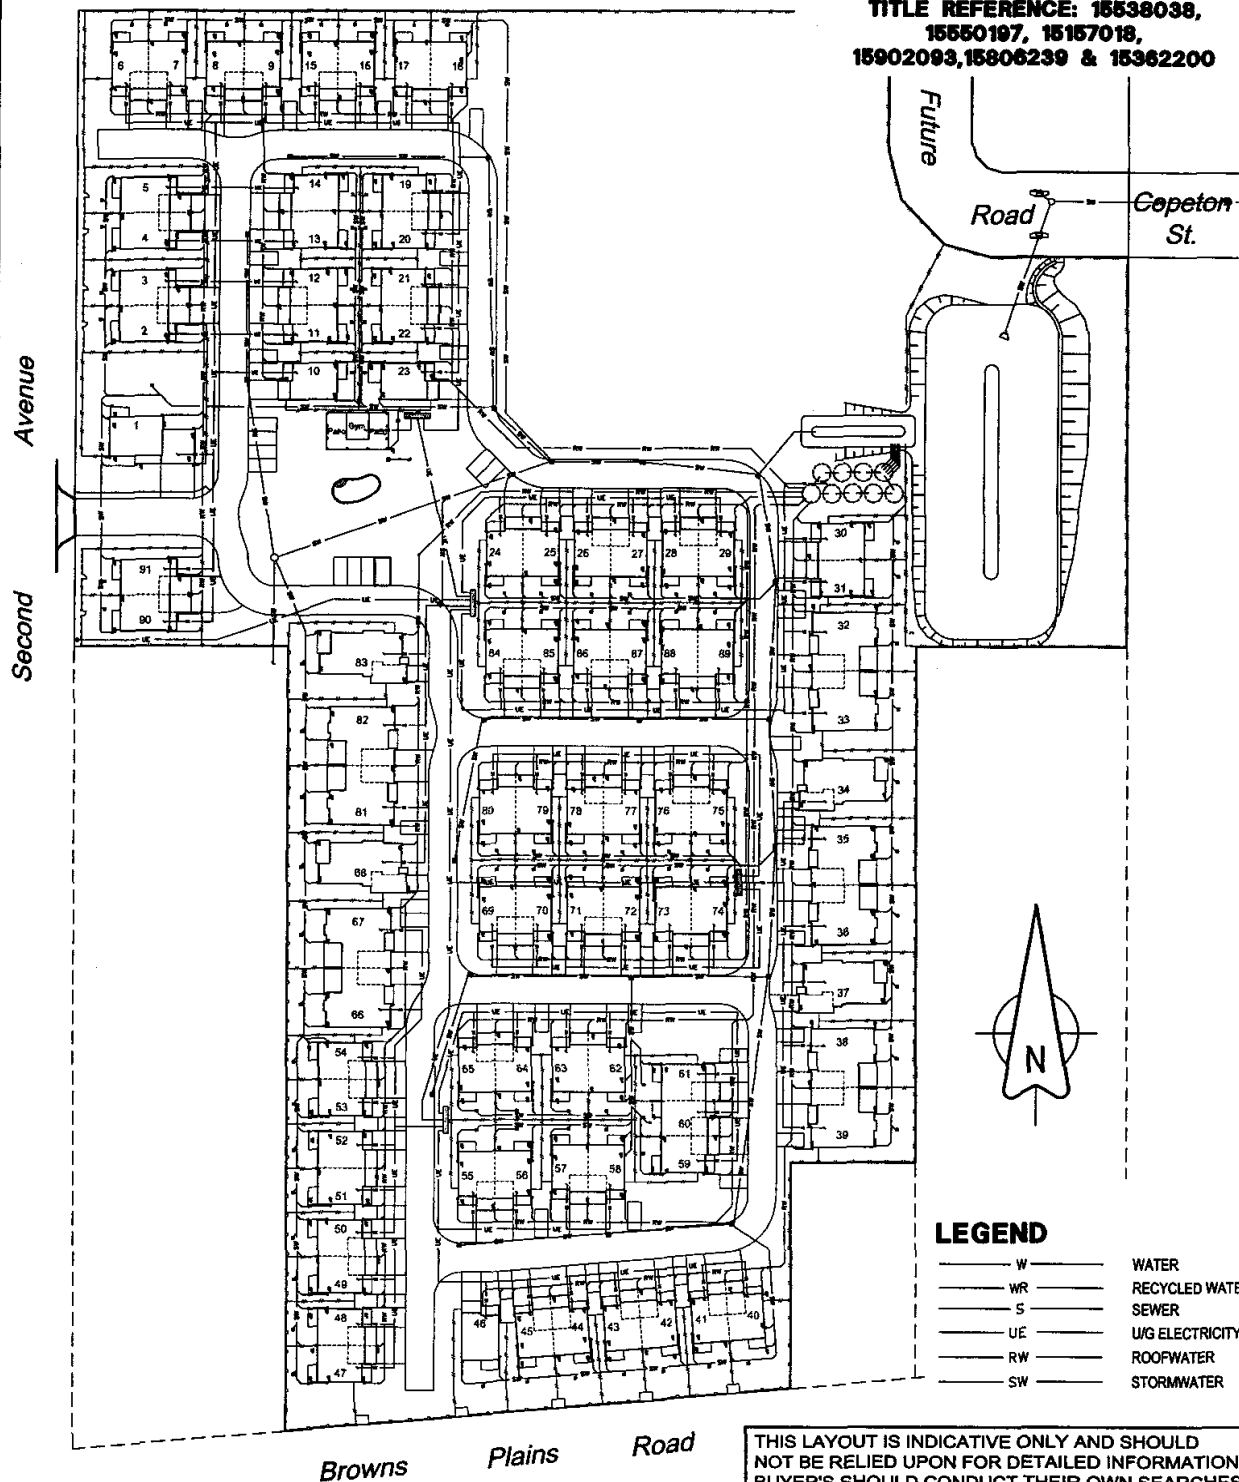 TITLE REFERENCE: 15538038,
15550197, 15157018,
15902093,15806239 & 15362200
Future
Road
Copeton
St.
6 7 8 9 15 16 17 18
5 14 19
4 13 20
3 12 21
2 11 22
10 23
1
Gym
Avenue
Second
91
90
24 25 26 27 28 29
30
31
32
84 85 86 87 88 89
33
83
82
81
80 79 78 77 76 75
34
35
68
67
69 70 71 72 73 74
36
37
66
54
53
65 64 63 62 61
38
60
39
52
51
55 56 57 58 59
50
49
48
47
46 45 44 43 42 41 40
N
LEGEND
W WATER
WR RECYCLED WATE
S SEWER
UE U/G ELECTRICITY
RW ROOFWATER
SW STORMWATER
Browns Plains Road
THIS LAYOUT IS INDICATIVE ONLY AND SHOULD
NOT BE RELIED UPON FOR DETAILED INFORMATION
BUYER'S SHOULD CONDUCT THEIR OWN SEARCHES